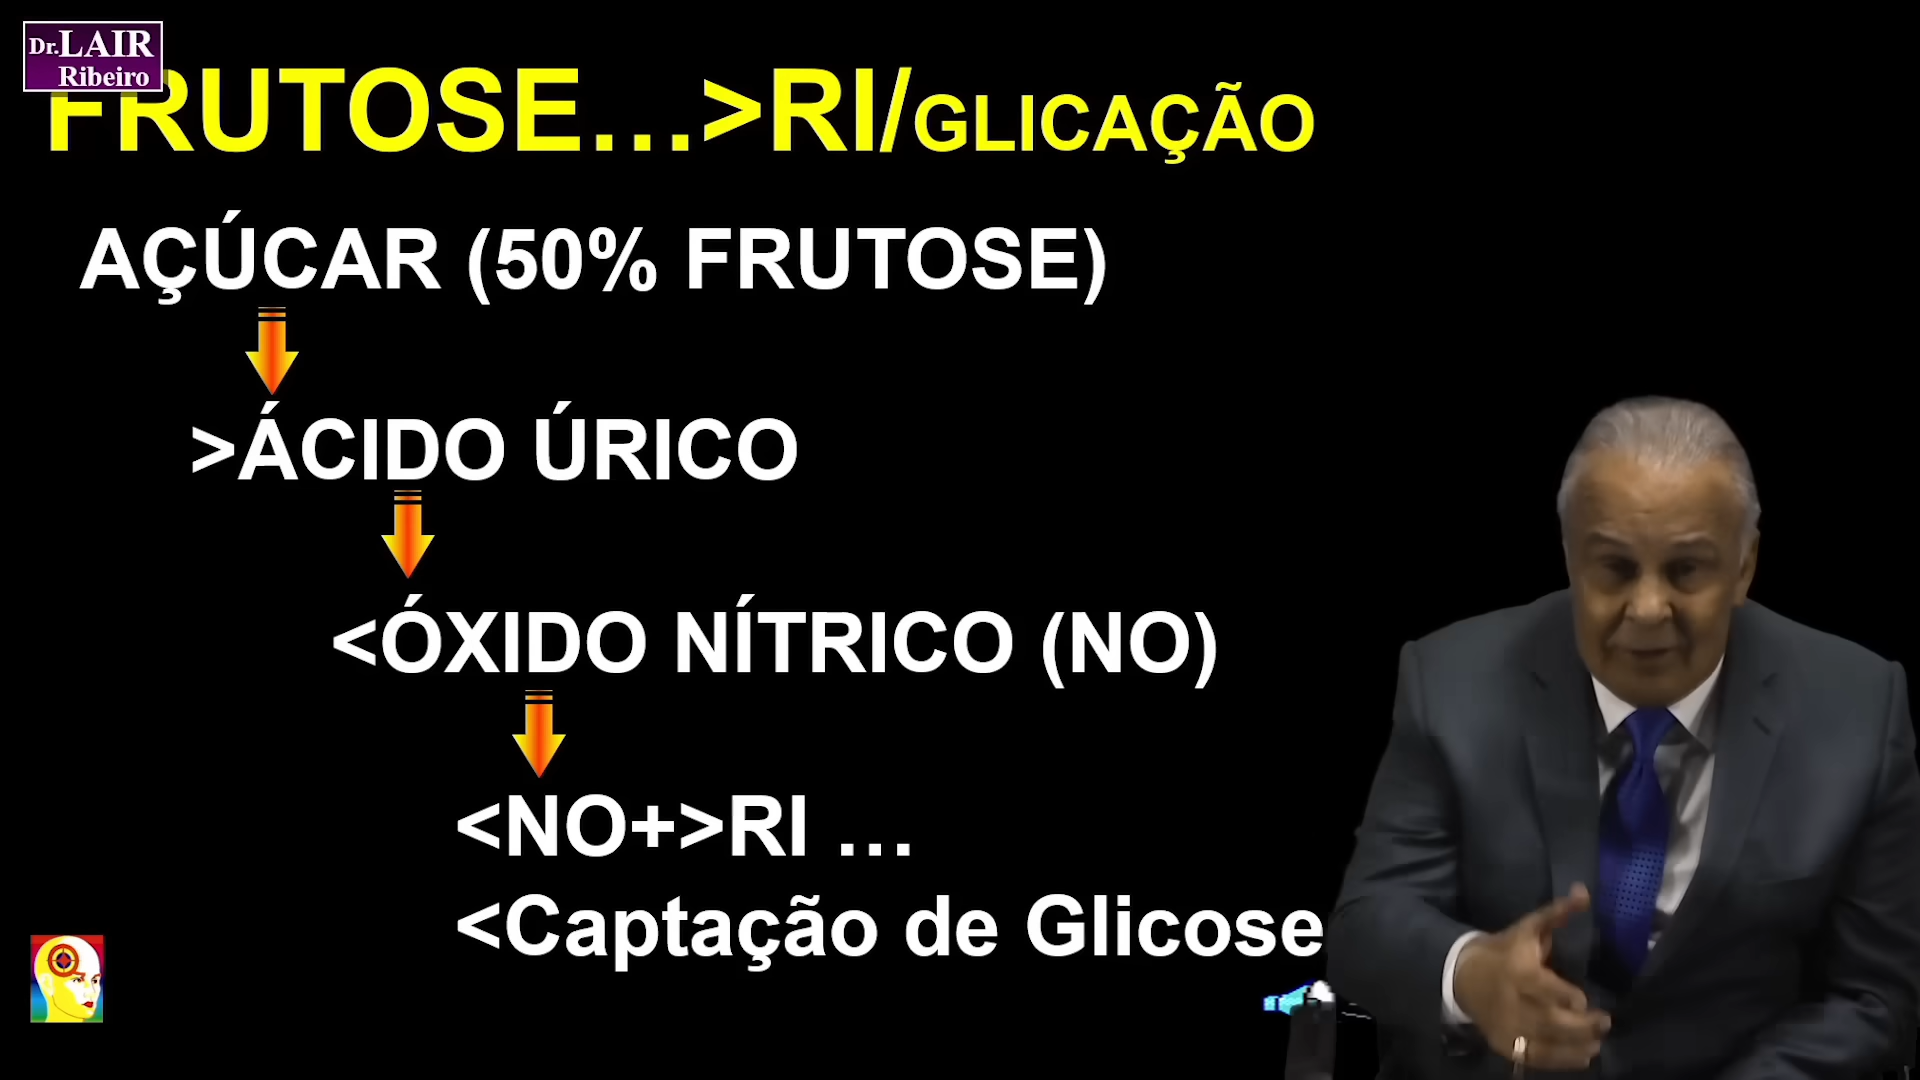 Dr.LAIR
Ribeiro
FRUTOSE…>RI/GLICAÇÃO
AÇÚCAR (50% FRUTOSE)
>ÁCIDO ÚRICO
<ÓXIDO NÍTRICO (NO)
<NO+>RI …
<Captação de Glicose